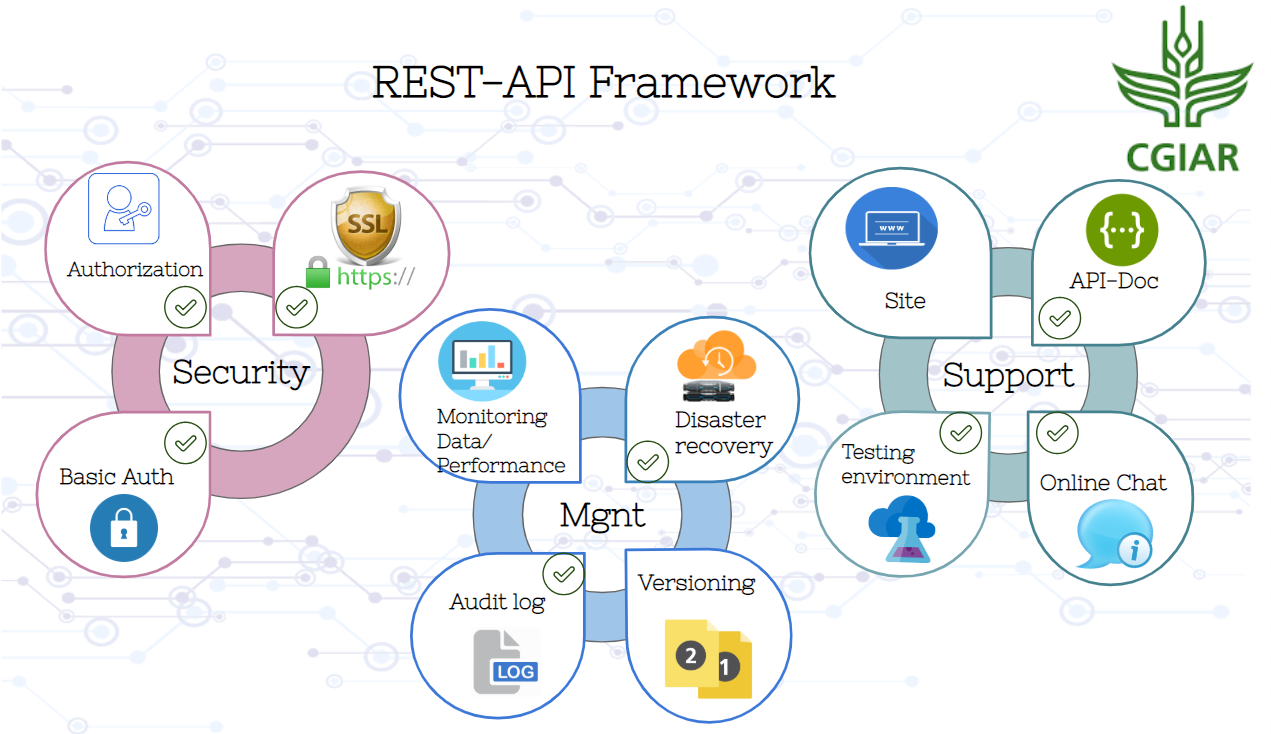 REST-API Framework
CGIAR
Authorization
SSL
https://
Security
Basic Auth
Monitoring
Data/
Performance
Disaster
recovery
Mgnt
Audit log
LOG
Versioning
2
1
www
Site
{...}
API-Doc
Support
Testing
environment
Online Chat
i